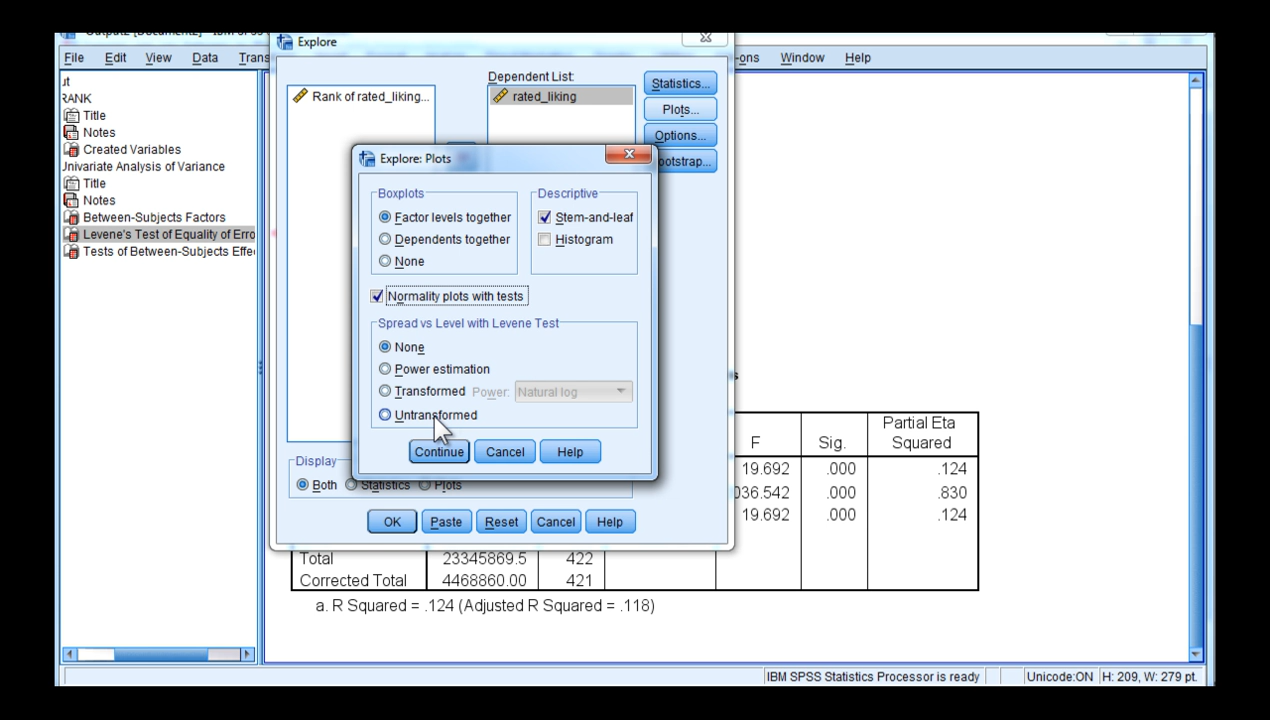 File Edit View Data Trans
-ons Window Help
Explore
RANK
Title
Notes
Created Variables
Univariate Analysis of Variance
Title
Notes
Between-Subjects Factors
Levene's Test of Equality of Erro
Tests of Between-Subjects Effe
Rank of rated_liking...
Dependent List:
rated_liking
Statistics...
Plots...
Options...
ootstrap...
Explore: Plots
Boxplots
Factor levels together
Dependents together
None
Descriptive
Stem-and-leaf
Histogram
Normality plots with tests
Spread vs Level with Levene Test
None
Power estimation
Transformed Power: Natural log
Untransformed
Continue Cancel Help
Display
Both Statistics Plots
OK Paste Reset Cancel Help
F Sig. Partial Eta Squared
19.692 .000 .124
036.542 .000 .830
19.692 .000 .124
Total 23345869.5 422
Corrected Total 4468860.00 421
a. R Squared = .124 (Adjusted R Squared = .118)
IBM SPSS Statistics Processor is ready Unicode:ON H: 209, W: 279 pt.